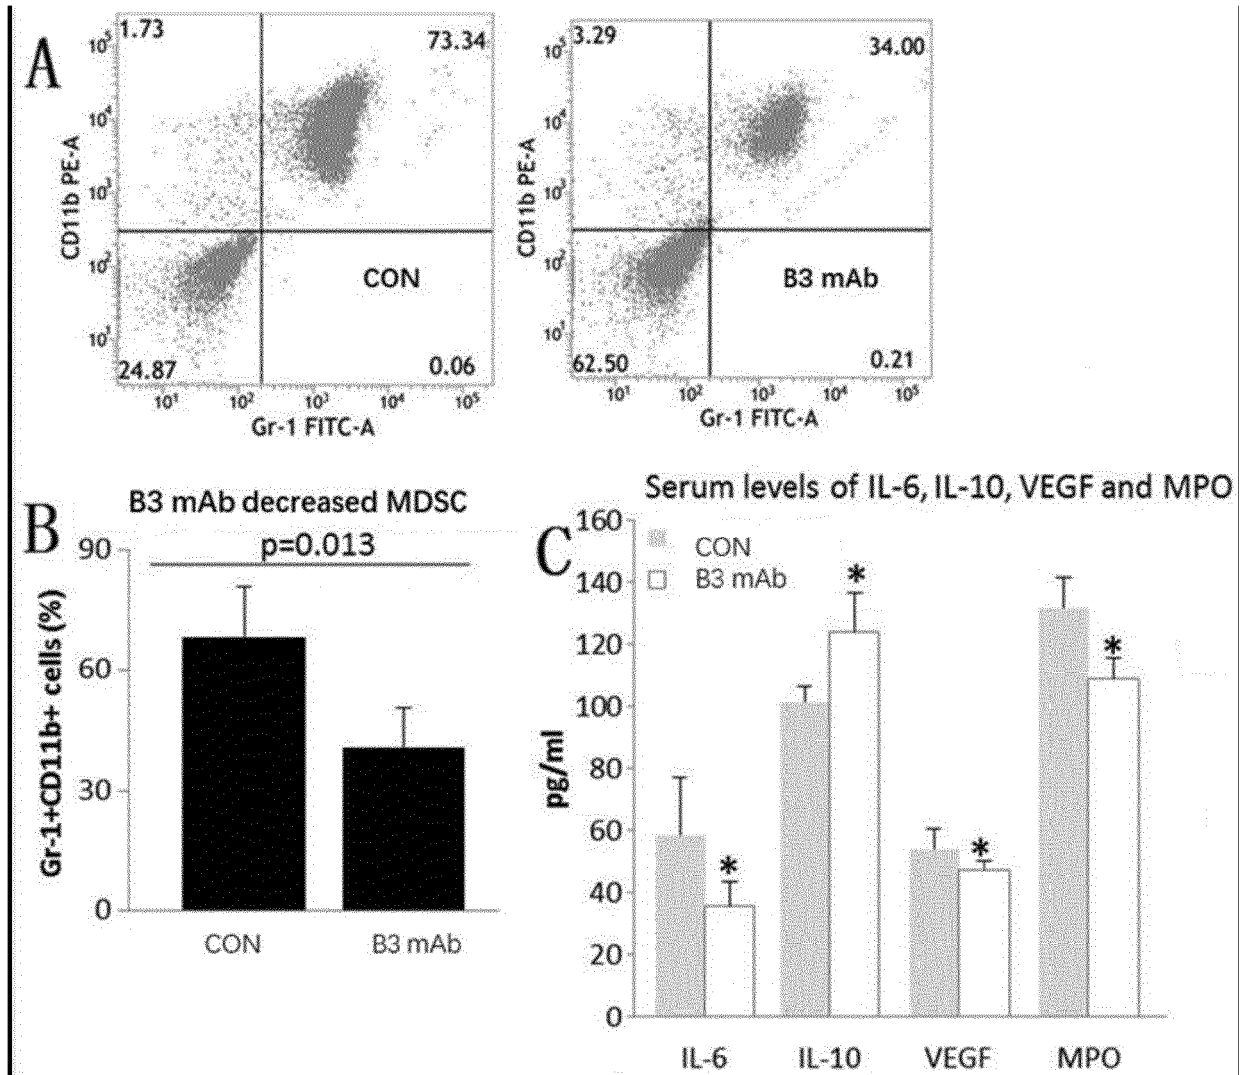 A
1.73
73.34
10⁵
10⁴
10³
10²
10¹
CD11b PE-A
CON
24.87
0.06
10¹ 10² 10³ 10⁴ 10⁵
Gr-1 FITC-A
3.29
34.00
10⁵
10⁴
10³
10²
10¹
CD11b PE-A
B3 mAb
62.50
0.21
10¹ 10² 10³ 10⁴ 10⁵
Gr-1 FITC-A
B
B3 mAb decreased MDSC
p=0.013
90
60
30
0
Gr-1+CD11b+ cells (%)
CON B3 mAb
C
Serum levels of IL-6, IL-10, VEGF and MPO
160
140
120
100
80
60
40
20
0
pg/ml
CON
B3 mAb
* * * *
IL-6 IL-10 VEGF MPO